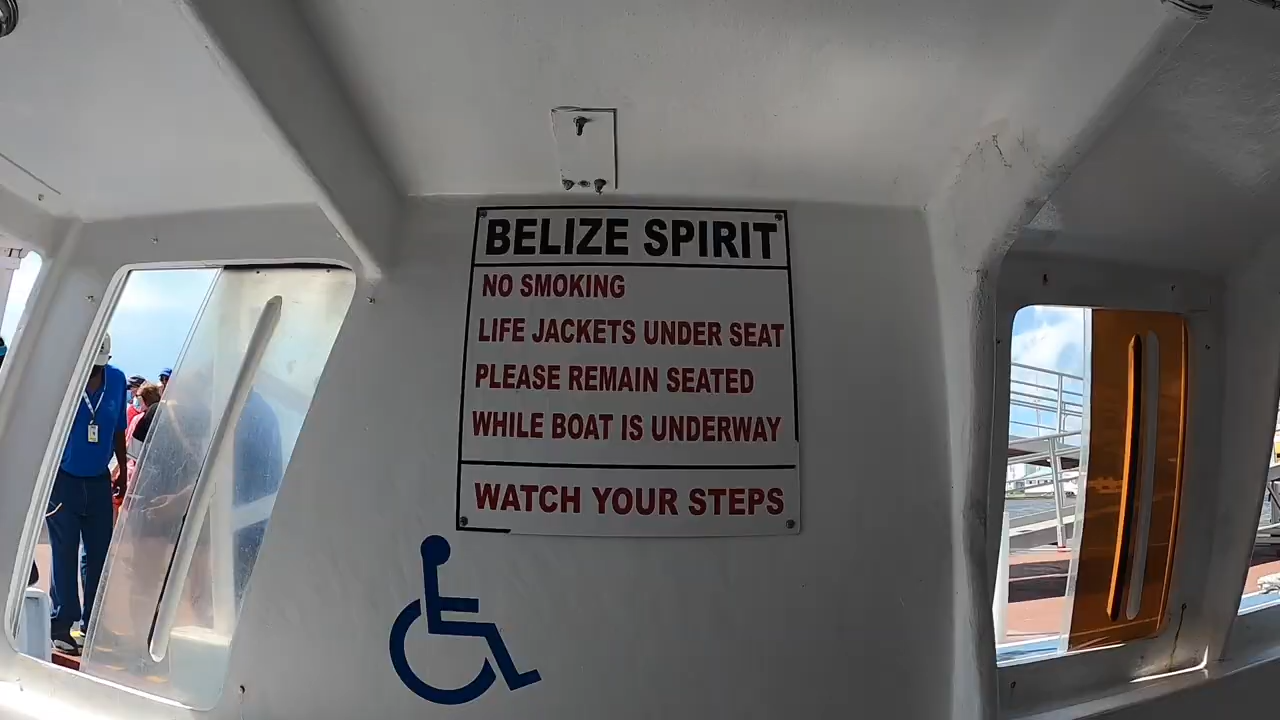 BELIZE SPIRIT
NO SMOKING
LIFE JACKETS UNDER SEAT
PLEASE REMAIN SEATED
WHILE BOAT IS UNDERWAY
WATCH YOUR STEPS